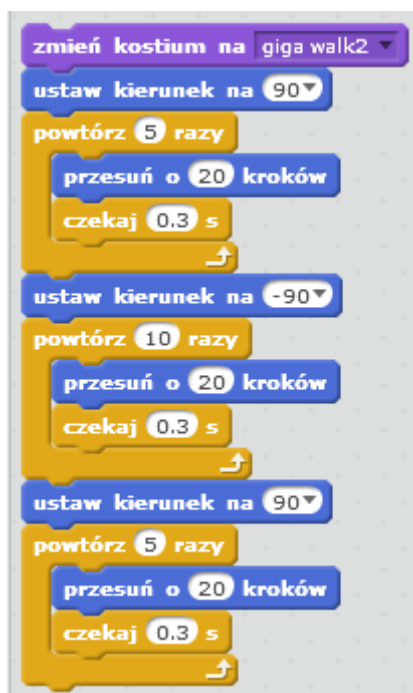 zmień kostium na giga walk2
ustaw kierunek na 90
powtórz 5 razy
przesuń o 20 kroków
czekaj 0.3 s
ustaw kierunek na -90
powtórz 10 razy
przesuń o 20 kroków
czekaj 0.3 s
ustaw kierunek na 90
powtórz 5 razy
przesuń o 20 kroków
czekaj 0.3 s